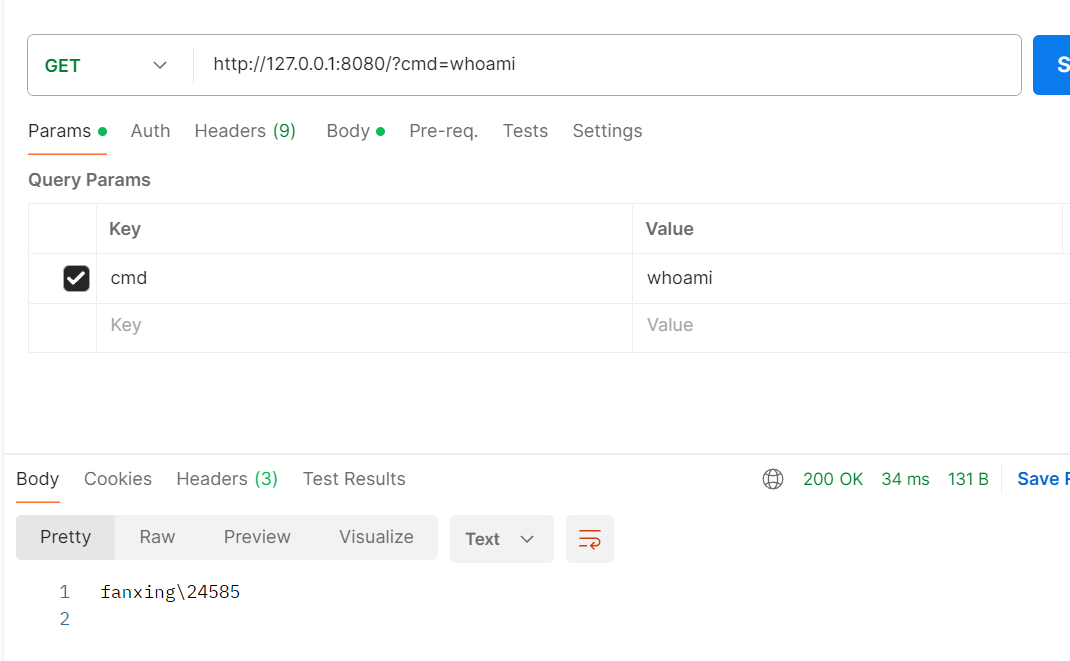 GET http://127.0.0.1:8080/?cmd=whoami S
Params Auth Headers (9) Body Pre-req. Tests Settings
Query Params
Key Value
cmd whoami
Key Value
Body Cookies Headers (3) Test Results 200 OK 34 ms 131 B Save
Pretty Raw Preview Visualize Text
1 fanxing\24585
2